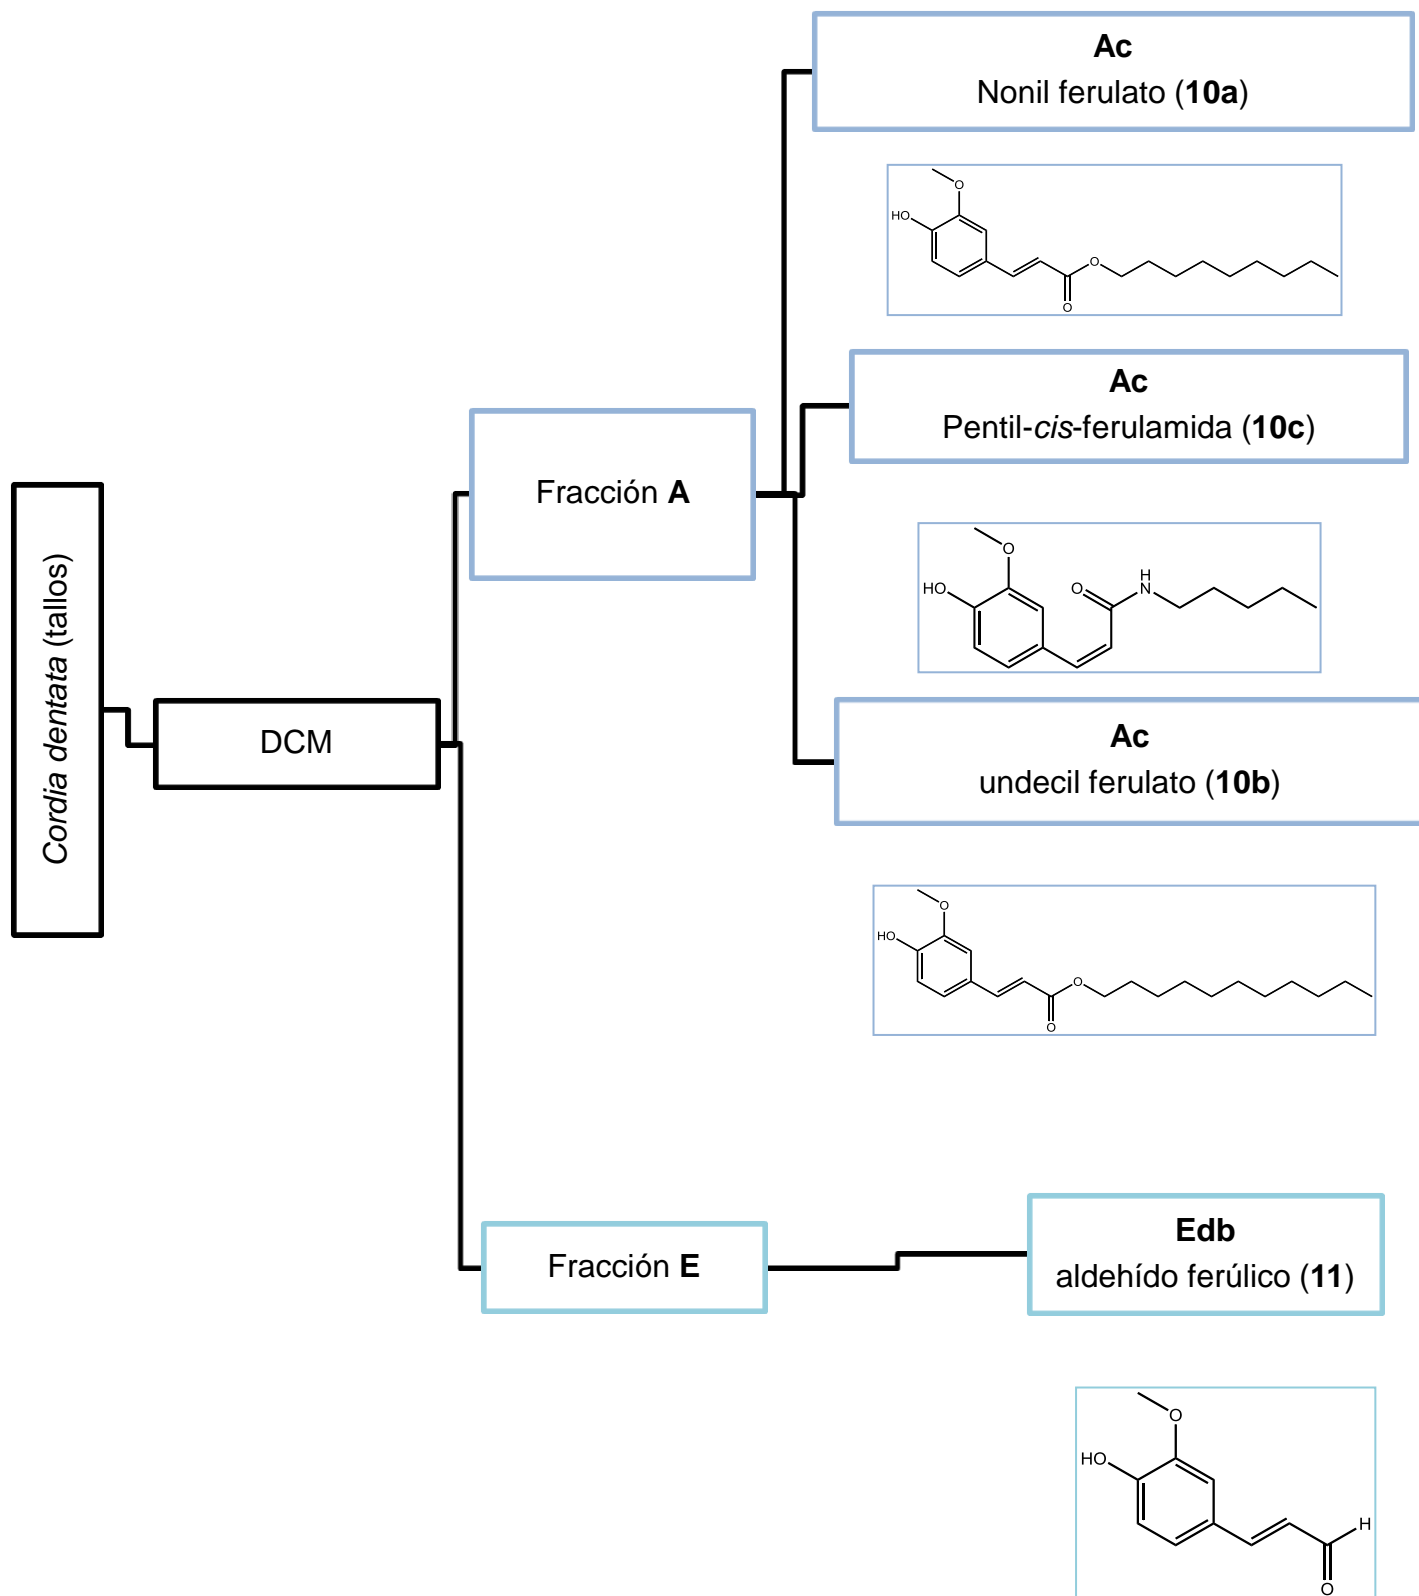 Ac
Nonil ferulato (10a)
O
HO
O
O
Ac
Pentil-cis-ferulamida (10c)
Fracción A
O
HO
O
H
N
Cordia dentata (tallos)
DCM
Ac
undecil ferulato (10b)
O
HO
O
O
Fracción E
Edb
aldehído ferúlico (11)
O
HO
H
O